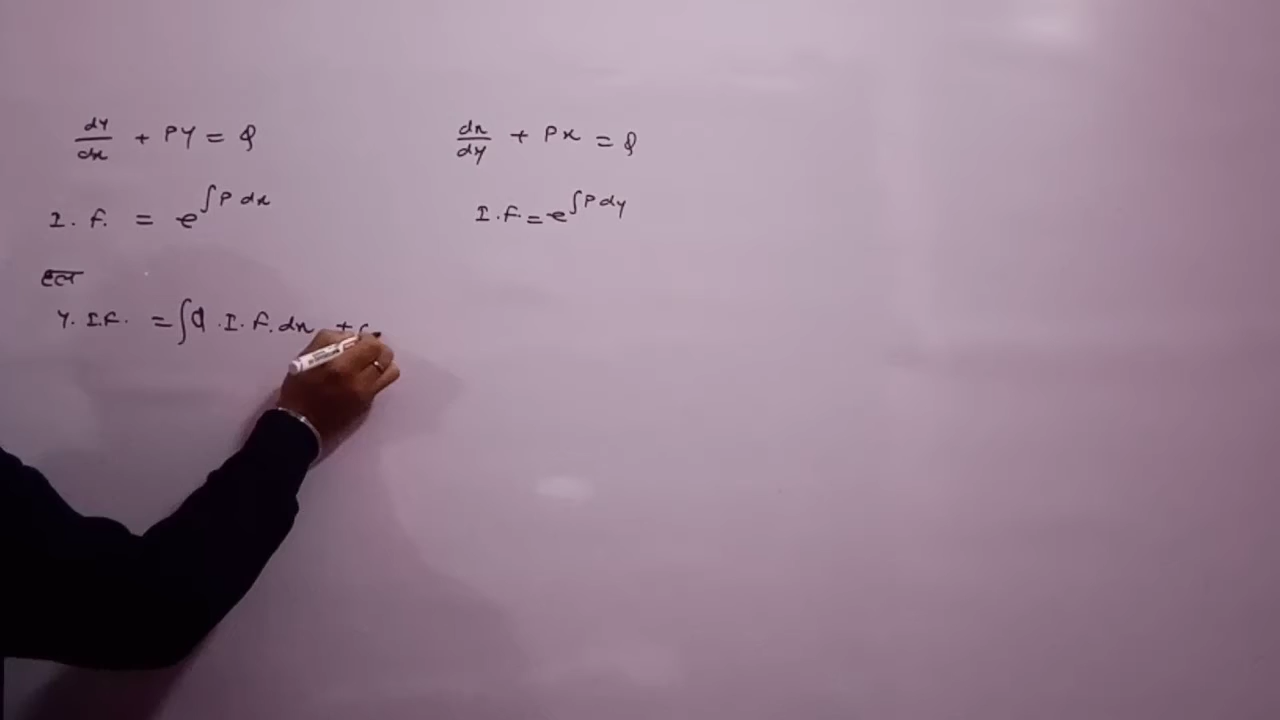 dy/dx + PY = Q
I. F. = e^∫P dx
हल
Y. I.F. = ∫Q .I. F. dx + c
dx/dy + Px = Q
I.F. = e^∫P dy